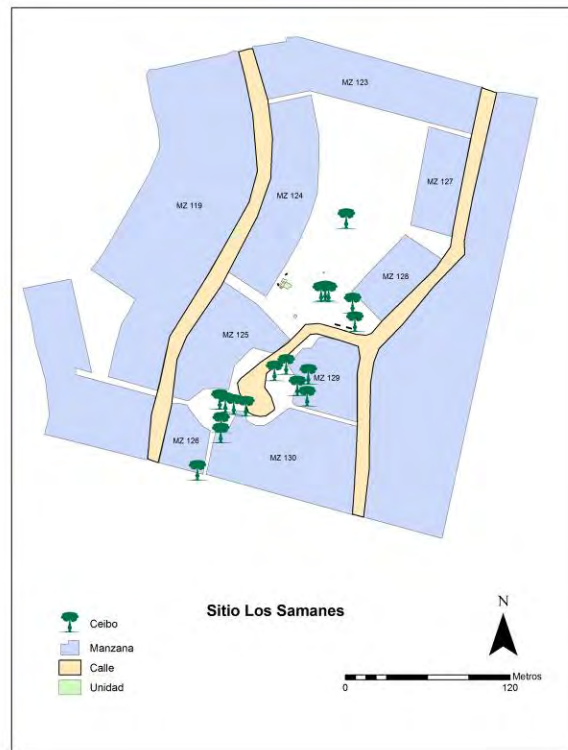 MZ 123
MZ 127
MZ 124
MZ 119
MZ 128
MZ 125
MZ 129
MZ 126
MZ 130
Sitio Los Samanes
Ceibo
Manzana
Calle
Unidad
N
Metros
0 120